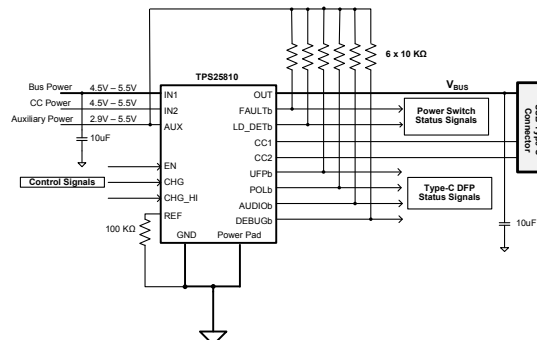 6 x 10 KΩ
TPS25810
Bus Power 4.5V – 5.5V
CC Power 4.5V – 5.5V
Auxiliary Power 2.9V – 5.5V
10uF
IN1
IN2
AUX
EN
CHG
CHG_HI
REF
Control Signals
100 KΩ
GND
Power Pad
OUT
FAULTb
LD_DETb
CC1
CC2
UFPb
POLb
AUDIOb
DEBUGb
VBUS
Power Switch
Status Signals
Type-C DFP
Status Signals
Connector
10uF